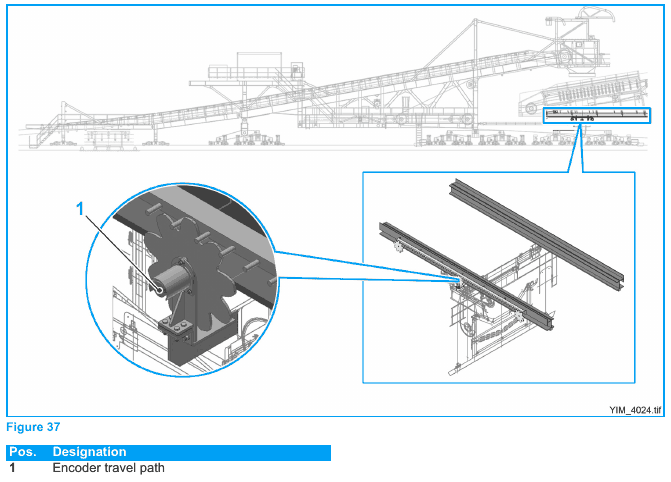 1
YIM_4024.tif
Figure 37
Pos. Designation
1 Encoder travel path